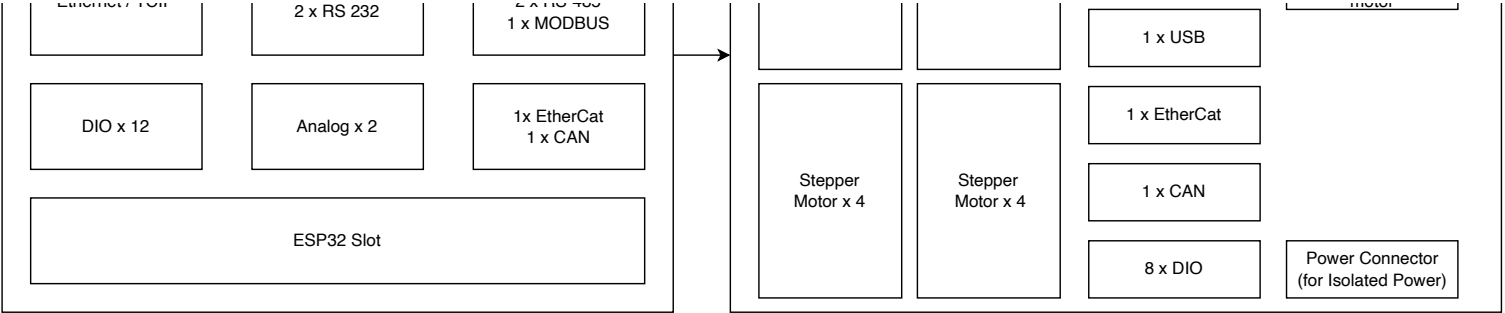 2 x RS 232
1 x MODBUS
DIO x 12
Analog x 2
1x EtherCat
1 x CAN
ESP32 Slot
Stepper
Motor x 4
Stepper
Motor x 4
1 x USB
1 x EtherCat
1 x CAN
8 x DIO
motor
Power Connector
(for Isolated Power)